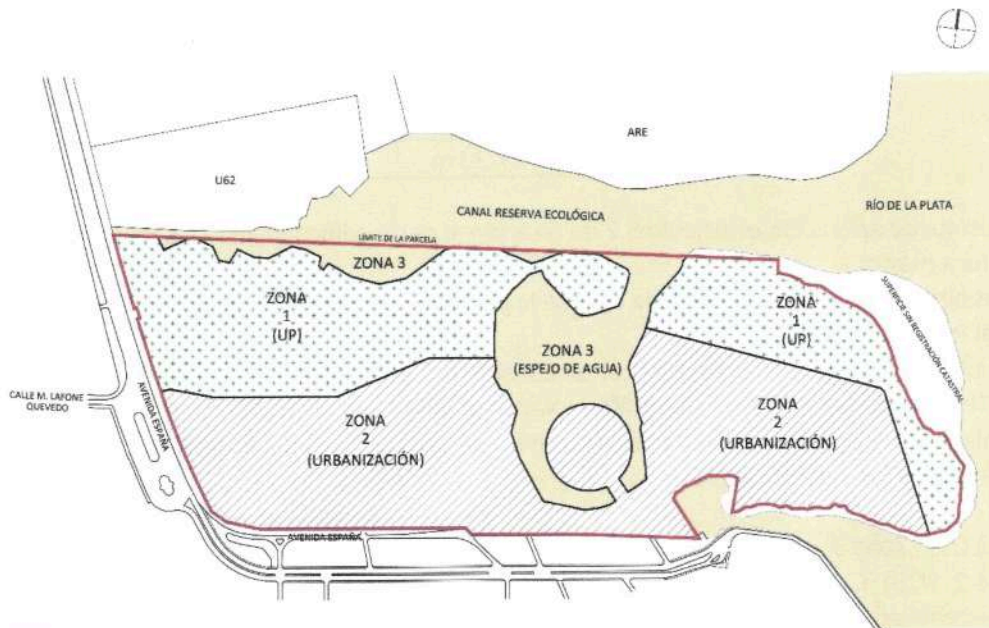 ARE
U62
CANAL RESERVA ECOLÓGICA
RÍO DE LA PLATA
LÍMITE DE LA PARCELA
ZONA 3
ZONA
1
(UP)
ZONA 3
(ESPEJO DE AGUA)
ZONA
1
(UP)
SUPERFICIE SIN REGISTRACIÓN CATASTRAL
CALLE M. LAFONE
QUEVEDO
AVENIDA ESPAÑA
ZONA
2
(URBANIZACIÓN)
ZONA
2
(URBANIZACIÓN)
AVENIDA ESPAÑA